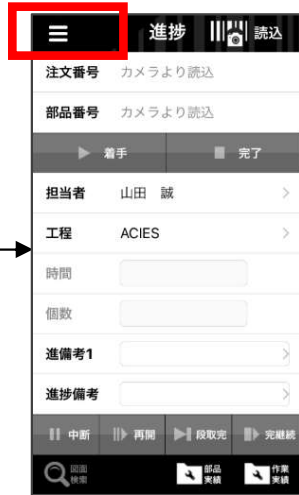 進捗 読込
注文番号 カメラより読込
部品番号 カメラより読込
着手 完了
担当者 山田 誠
工程 ACIES
時間
個数
進備考1
進捗備考
中断 再開 段取完 完継続
図面
検索
部品
実績
作業
実績